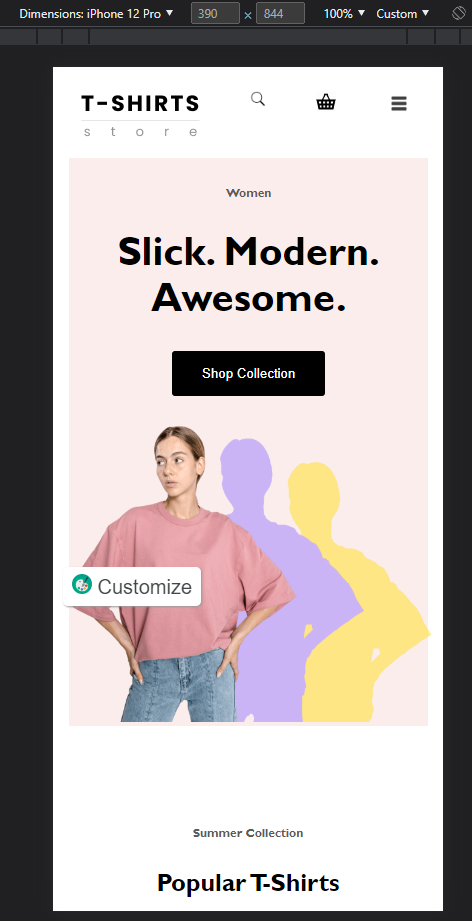 Dimensions: iPhone 12 Pro ▼ 390 × 844 100% ▼ Custom ▼
T-SHIRTS
store
Women
Slick. Modern.
Awesome.
Shop Collection
Customize
Summer Collection
Popular T-Shirts